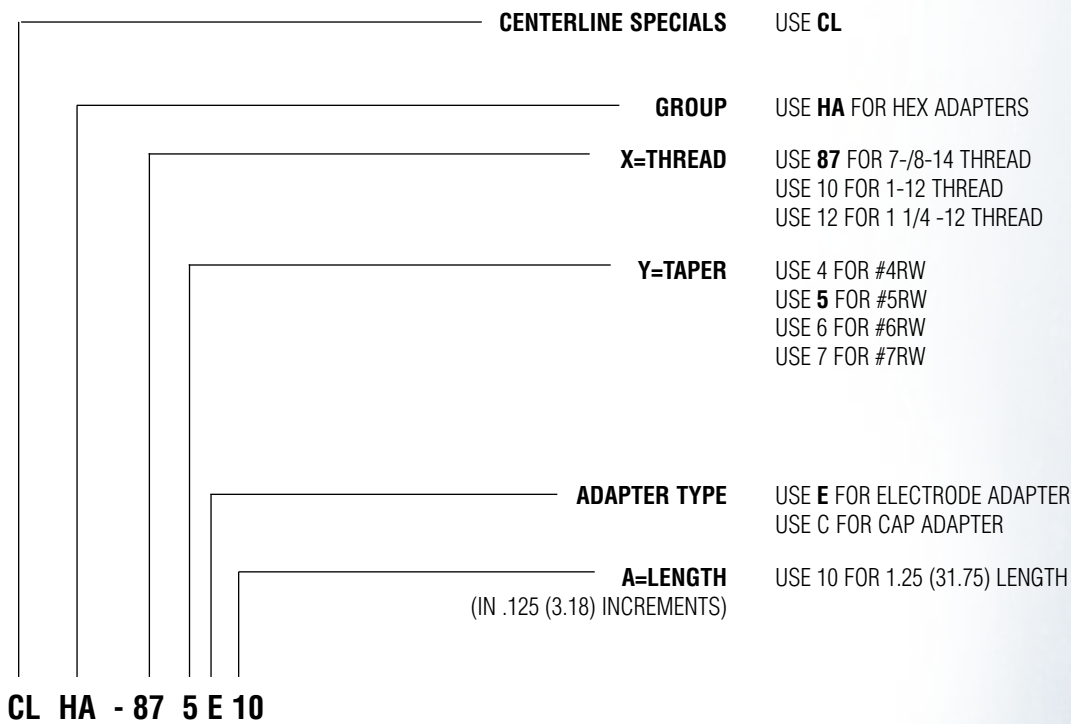 CENTERLINE SPECIALS USE CL
GROUP USE HA FOR HEX ADAPTERS
X=THREAD USE 87 FOR 7-/8-14 THREAD
USE 10 FOR 1-12 THREAD
USE 12 FOR 1 1/4 -12 THREAD
Y=TAPER USE 4 FOR #4RW
USE 5 FOR #5RW
USE 6 FOR #6RW
USE 7 FOR #7RW
ADAPTER TYPE USE E FOR ELECTRODE ADAPTER
USE C FOR CAP ADAPTER
A=LENGTH USE 10 FOR 1.25 (31.75) LENGTH
(IN .125 (3.18) INCREMENTS)
CL HA - 87 5 E 10